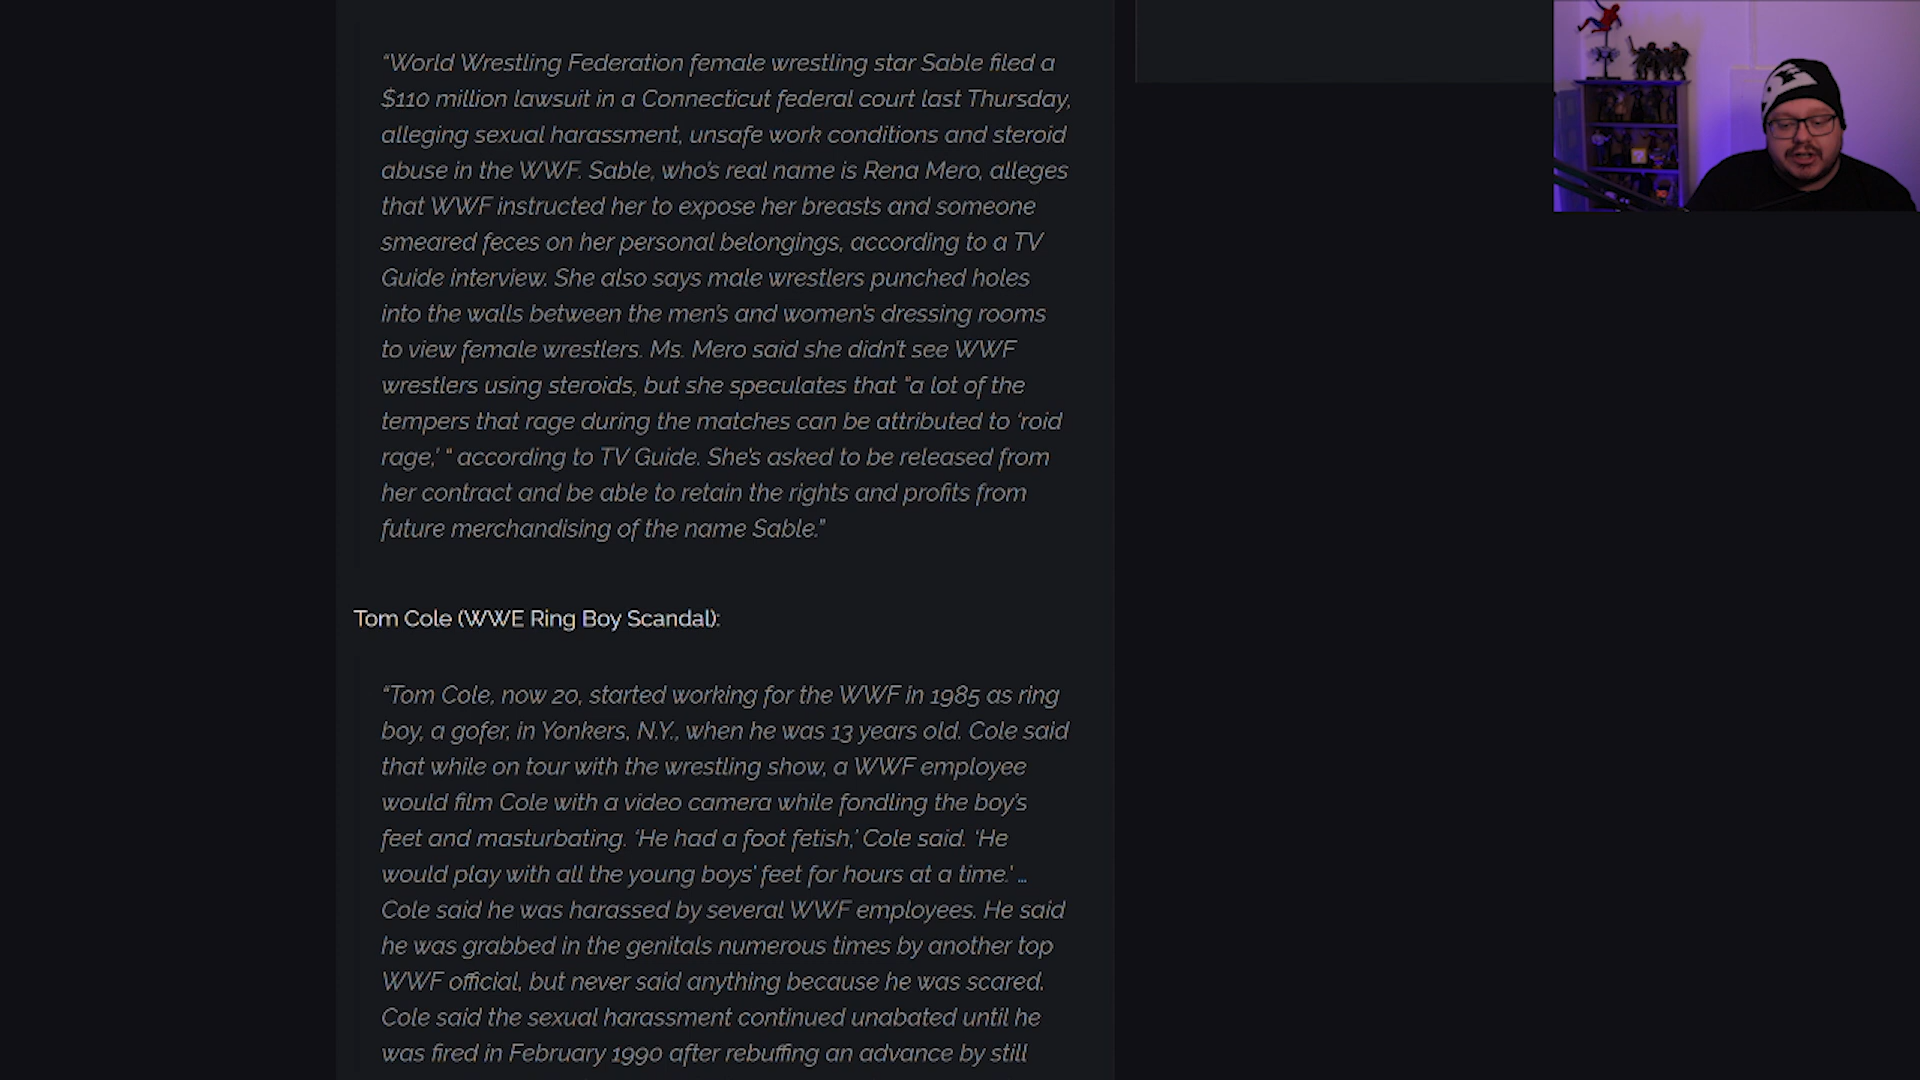 “World Wrestling Federation female wrestling star Sable filed a
$110 million lawsuit in a Connecticut federal court last Thursday,
alleging sexual harassment, unsafe work conditions and steroid
abuse in the WWF. Sable, who’s real name is Rena Mero, alleges
that WWF instructed her to expose her breasts and someone
smeared feces on her personal belongings, according to a TV
Guide interview. She also says male wrestlers punched holes
into the walls between the men’s and women’s dressing rooms
to view female wrestlers. Ms. Mero said she didn’t see WWF
wrestlers using steroids, but she speculates that “a lot of the
tempers that rage during the matches can be attributed to ‘roid
rage,’ “ according to TV Guide. She’s asked to be released from
her contract and be able to retain the rights and profits from
future merchandising of the name Sable.”
Tom Cole (WWE Ring Boy Scandal):
“Tom Cole, now 20, started working for the WWF in 1985 as ring
boy, a gofer, in Yonkers, N.Y., when he was 13 years old. Cole said
that while on tour with the wrestling show, a WWF employee
would film Cole with a video camera while fondling the boy’s
feet and masturbating. ‘He had a foot fetish,’ Cole said. ‘He
would play with all the young boys’ feet for hours at a time.’ …
Cole said he was harassed by several WWF employees. He said
he was grabbed in the genitals numerous times by another top
WWF official, but never said anything because he was scared.
Cole said the sexual harassment continued unabated until he
was fired in February 1990 after rebuffing an advance by still